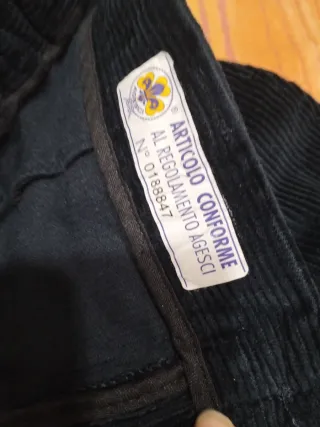 ARTICOLO CONFORME
AL REGOLAMENTO AGESCI
N° 0188847
®